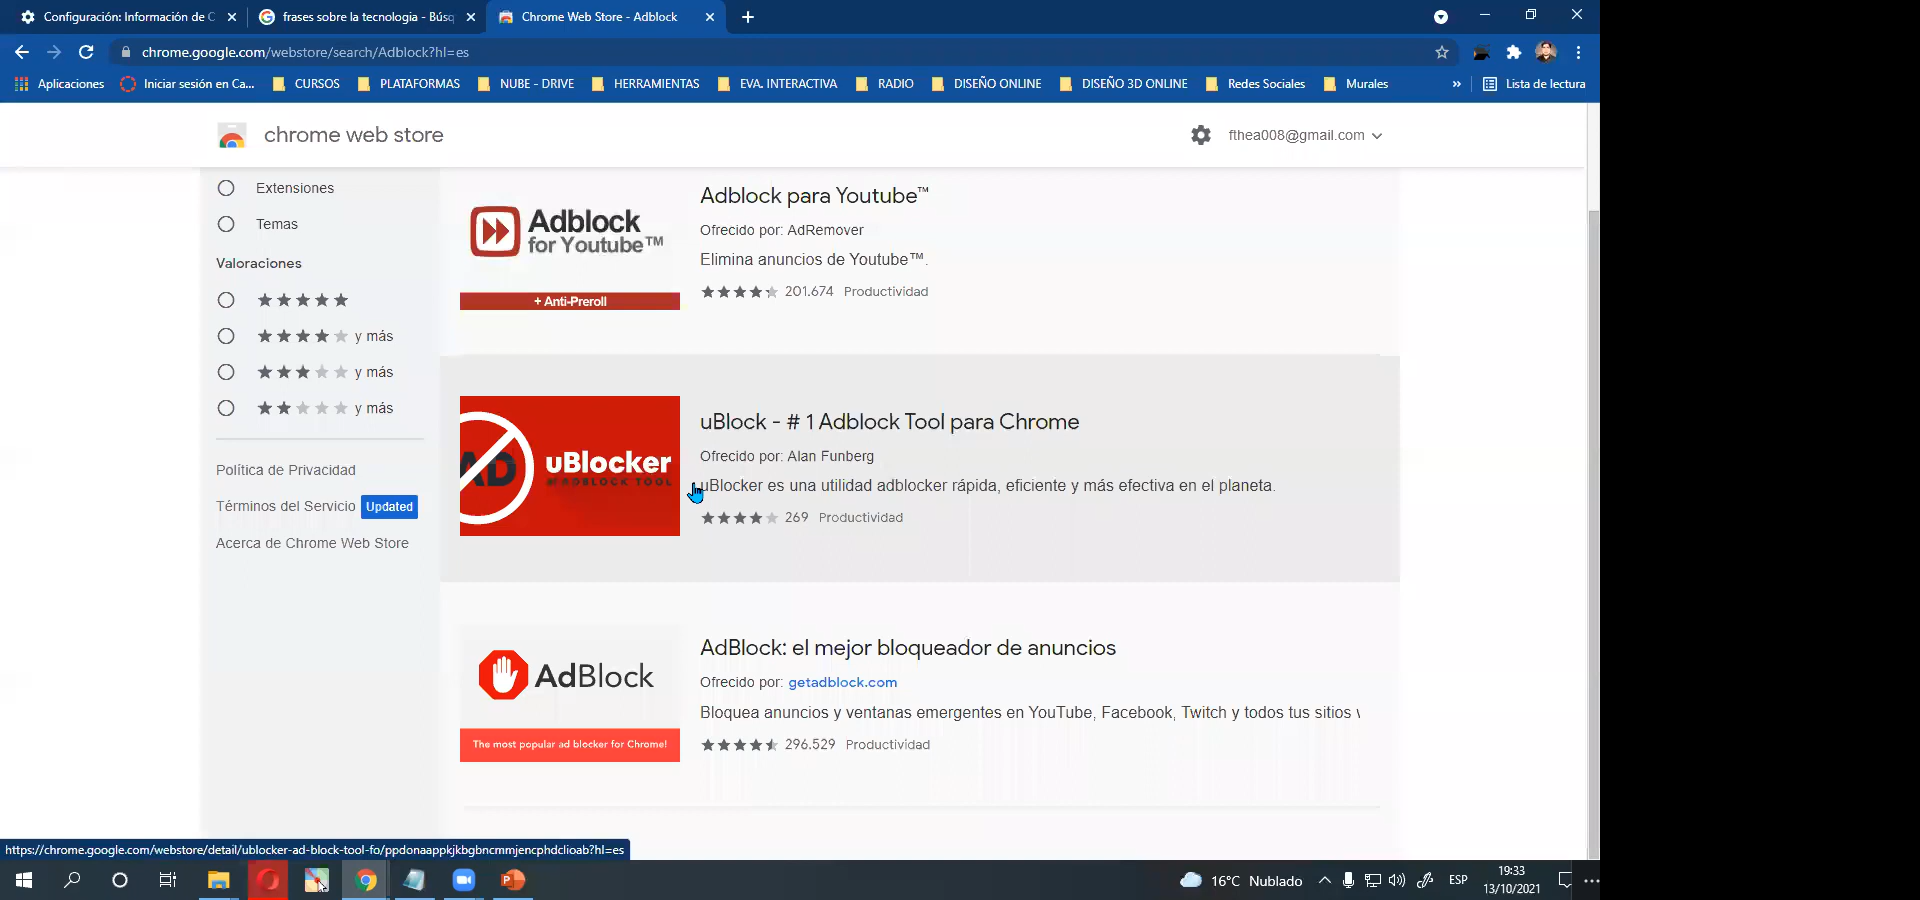 Configuración: Información de C
frases sobre la tecnologia - Búsq
Chrome Web Store - Adblock
chrome.google.com/webstore/search/Adblock?hl=es
Aplicaciones
Iniciar sesión en Ca...
CURSOS
PLATAFORMAS
NUBE - DRIVE
HERRAMIENTAS
EVA. INTERACTIVA
RADIO
DISEÑO ONLINE
DISEÑO 3D ONLINE
Redes Sociales
Murales
»
Lista de lectura
chrome web store
fthea008@gmail.com
Extensiones
Temas
Valoraciones
y más
y más
y más
Política de Privacidad
Términos del Servicio Updated
Acerca de Chrome Web Store
Adblock
for Youtube™
+ Anti-Preroll
Adblock para Youtube™
Ofrecido por: AdRemover
Elimina anuncios de Youtube™.
201.674 Productividad
AD
uBlocker
# ADBLOCK TOOL
uBlock - # 1 Adblock Tool para Chrome
Ofrecido por: Alan Funberg
uBlocker es una utilidad adblocker rápida, eficiente y más efectiva en el planeta.
269 Productividad
AdBlock
The most popular ad blocker for Chrome!
AdBlock: el mejor bloqueador de anuncios
Ofrecido por: getadblock.com
Bloquea anuncios y ventanas emergentes en YouTube, Facebook, Twitch y todos tus sitios
296.529 Productividad
https://chrome.google.com/webstore/detail/ublocker-ad-block-tool-fo/ppdonaappkjkbgbncmmjencphdclioab?hl=es
16°C Nublado
ESP
19:33
13/10/2021